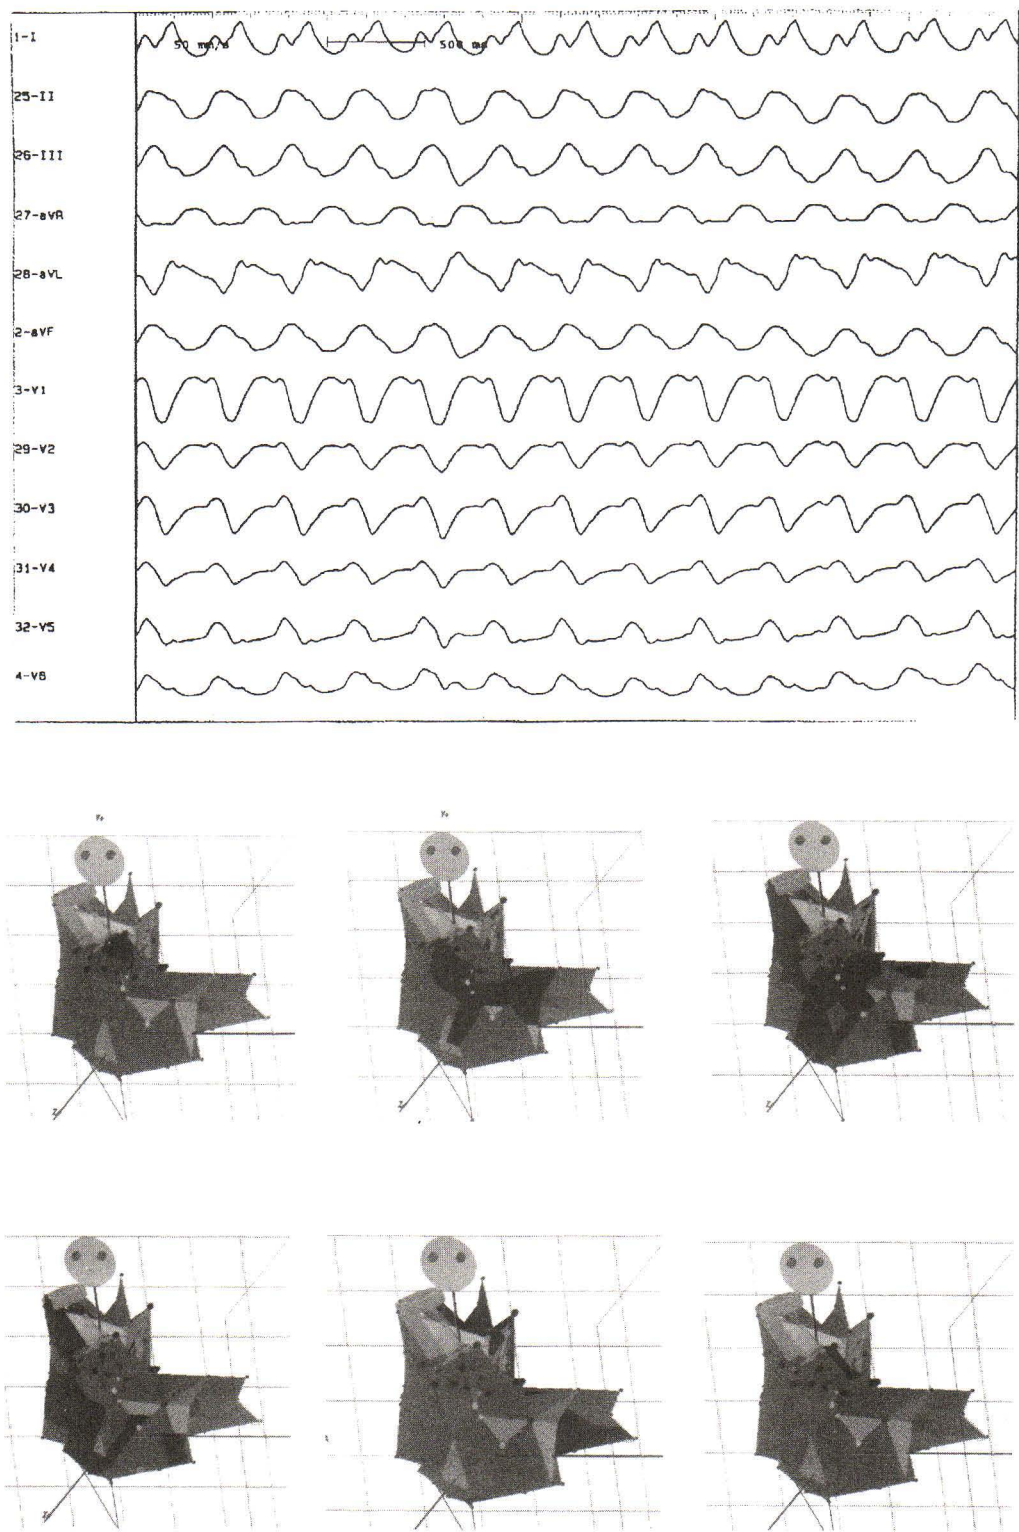 1-I
50 mm/s
500 ms
25-II
26-III
27-aVR
28-aVL
2-aVF
3-V1
29-V2
30-V3
31-V4
32-V5
4-V6
Z
Z
Z
Z